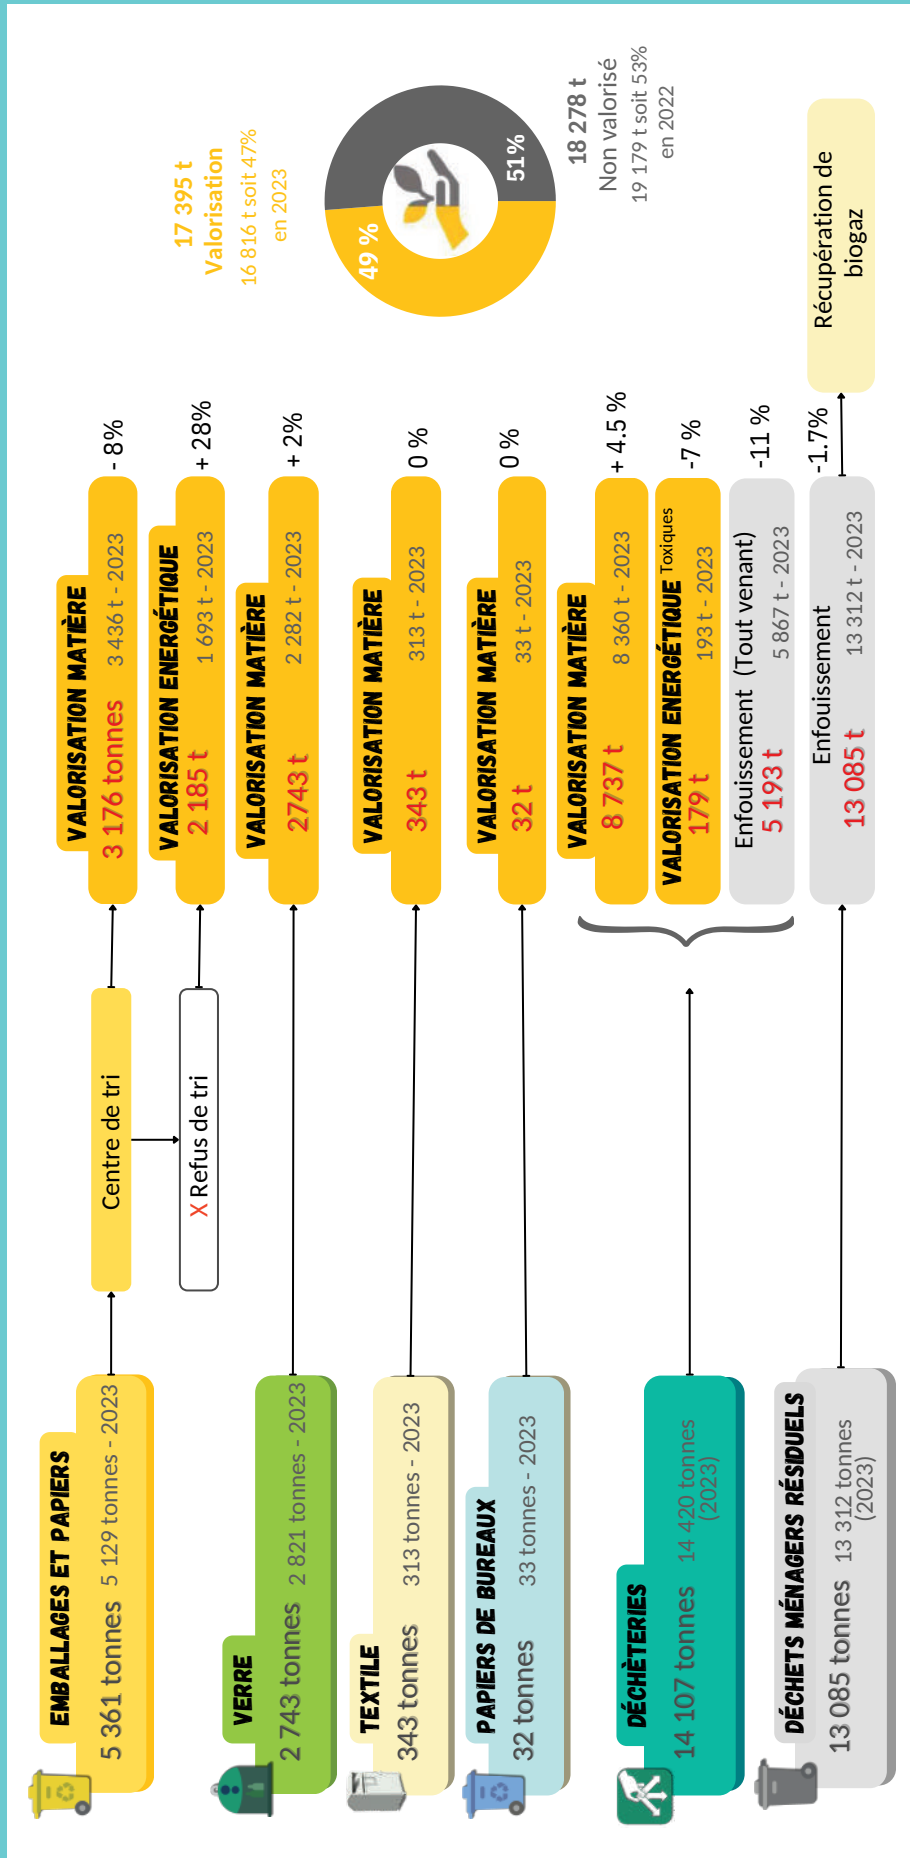 EMBALLAGES ET PAPIERS
5 361 tonnes 5 129 tonnes - 2023
Centre de tri
X Refus de tri
VALORISATION MATIÈRE
3 176 tonnes 3 436 t - 2023
- 8%
VALORISATION ENERGÉTIQUE
2 185 t 1 693 t - 2023
+ 28%
VERRE
2 743 tonnes 2 821 tonnes - 2023
VALORISATION MATIÈRE
2743 t 2 282 t - 2023
+ 2%
TEXTILE
343 tonnes 313 tonnes - 2023
VALORISATION MATIÈRE
343 t 313 t - 2023
0 %
PAPIERS DE BUREAUX
32 tonnes 33 tonnes - 2023
VALORISATION MATIÈRE
32 t 33 t - 2023
0 %
DÉCHÈTERIES
14 107 tonnes 14 420 tonnes
(2023)
VALORISATION MATIÈRE
8 737 t 8 360 t - 2023
+ 4.5 %
VALORISATION ENERGÉTIQUE Toxiques
179 t 193 t - 2023
-7 %
Enfouissement (Tout venant)
5 193 t 5 867 t - 2023
-11 %
DÉCHETS MÉNAGERS RÉSIDUELS
13 085 tonnes 13 312 tonnes
(2023)
Enfouissement
13 085 t 13 312 t - 2023
-1.7%
Récupération de
biogaz
17 395 t
Valorisation
16 816 t soit 47%
en 2023
49 %
51%
18 278 t
Non valorisé
19 179 t soit 53%
en 2022